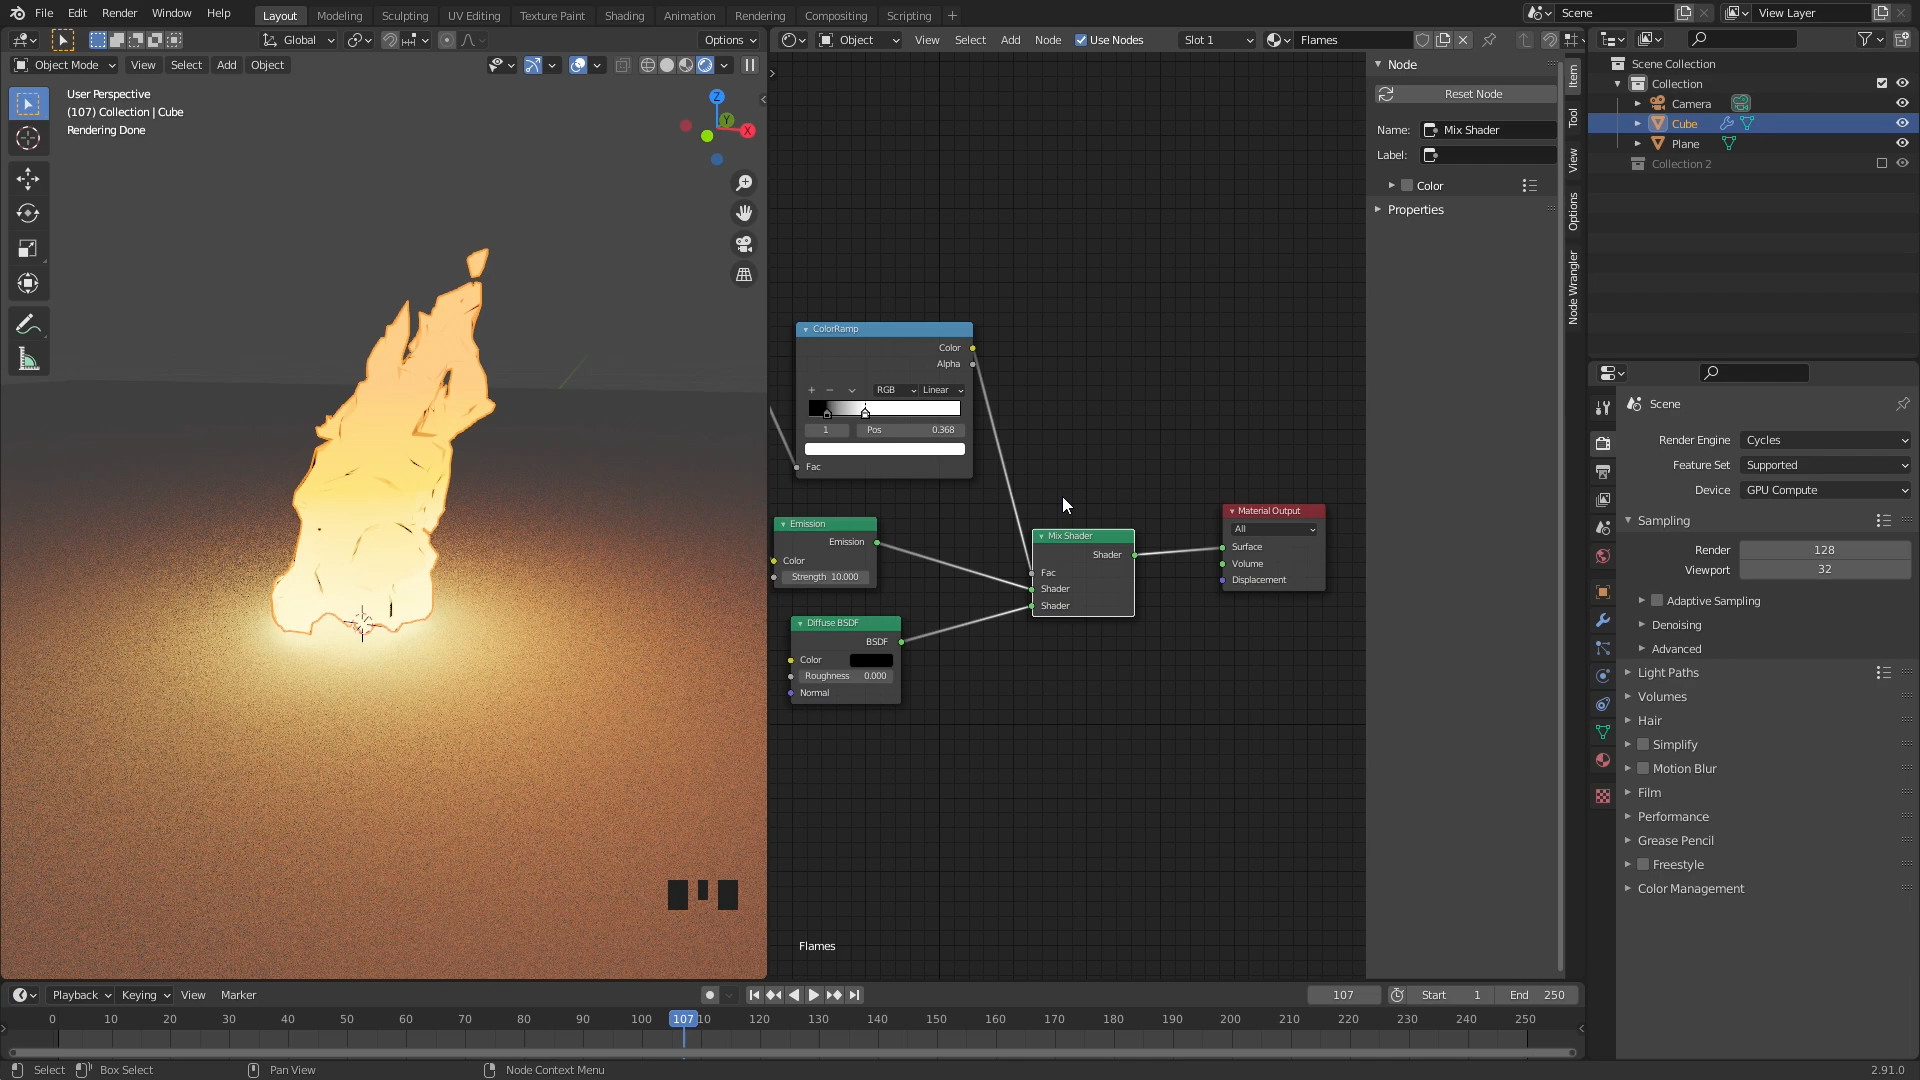 File Edit Render Window Help Layout Modeling Sculpting UV Editing Texture Paint Shading Animation Rendering Compositing Scripting + Scene View Layer
Global Options Object View Select Add Node Use Nodes Slot 1 Flames
Object Mode View Select Add Object
User Perspective
(107) Collection | Cube
Rendering Done
Z
Y
X
ColorRamp
Color
Alpha
+ − RGB Linear
1 Pos 0.368
Fac
Emission
Emission
Color
Strength 10.000
Diffuse BSDF
BSDF
Color
Roughness 0.000
Normal
Mix Shader
Shader
Fac
Shader
Shader
Material Output
All
Surface
Volume
Displacement
Flames
Node
Reset Node
Name: Mix Shader
Label:
Color
Properties
Item
Tool
View
Options
Node Wrangler
Scene Collection
Collection
Camera
Cube
Plane
Collection 2
Scene
Render Engine Cycles
Feature Set Supported
Device GPU Compute
Sampling
Render 128
Viewport 32
Adaptive Sampling
Denoising
Advanced
Light Paths
Volumes
Hair
Simplify
Motion Blur
Film
Performance
Grease Pencil
Freestyle
Color Management
Playback Keying View Marker 107 Start 1 End 250
0 10 20 30 40 50 60 70 80 90 100 107 10 120 130 140 150 160 170 180 190 200 210 220 230 240 250
Select Box Select Pan View Node Context Menu 2.91.0